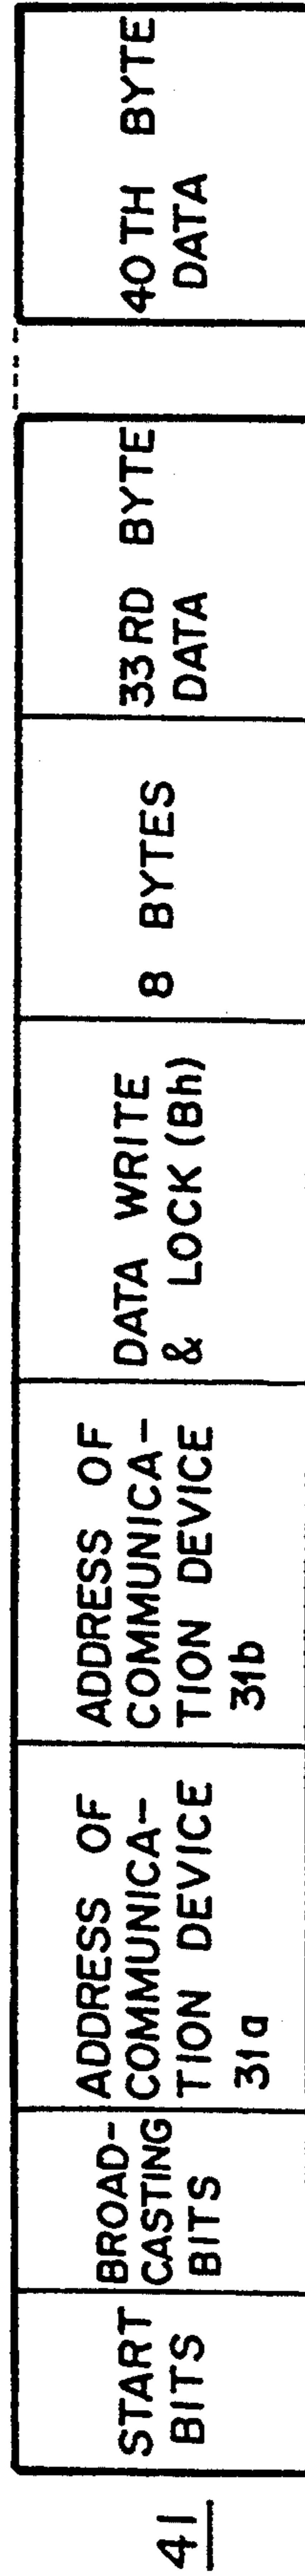 41
START
BITS
BROAD-
CASTING
BITS
ADDRESS OF
COMMUNICA-
TION DEVICE
31a
ADDRESS OF
COMMUNICA-
TION DEVICE
31b
DATA WRITE
& LOCK (Bh)
8 BYTES
33RD BYTE
DATA
40TH BYTE
DATA